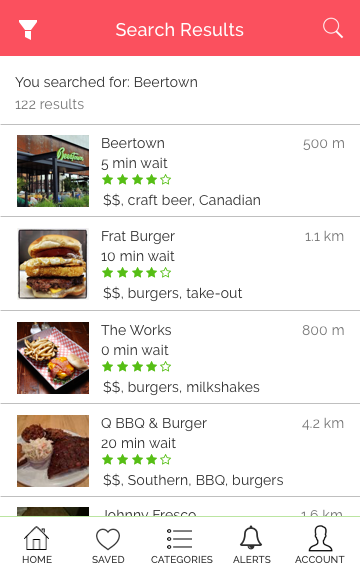 Search Results
You searched for: Beertown
122 results
Beertown
Beertown 500 m
5 min wait
$$, craft beer, Canadian
Frat Burger 1.1 km
10 min wait
$$, burgers, take-out
The Works 800 m
0 min wait
$$, burgers, milkshakes
Q BBQ & Burger 4.2 km
20 min wait
$$, Southern, BBQ, burgers
Johnny Fresco 1.6 km
HOME SAVED CATEGORIES ALERTS ACCOUNT